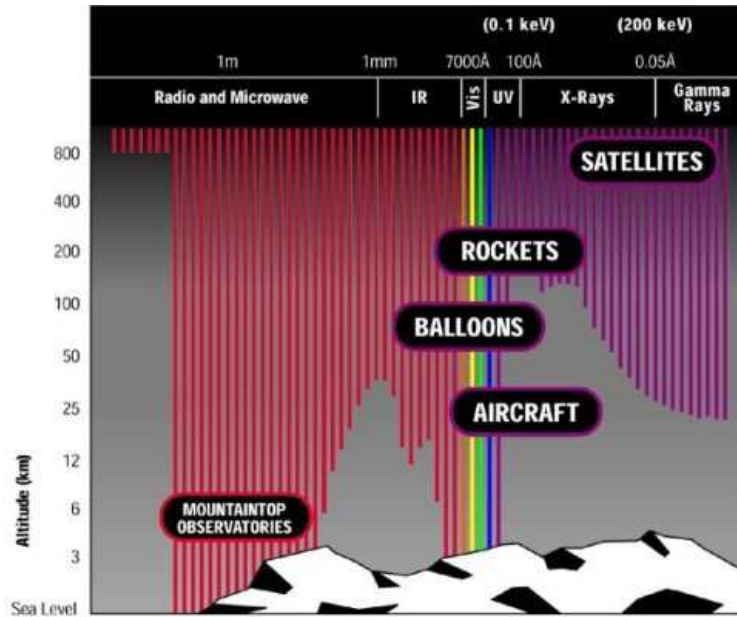 (0.1 keV) (200 keV)
1m 1mm 7000Å 100Å 0.05Å
Radio and Microwave IR Vis UV X-Rays Gamma
Rays
800
SATELLITES
400
200
ROCKETS
100
BALLOONS
50
25
AIRCRAFT
12
MOUNTAINTOP
OBSERVATORIES
6
3
Sea Level
Altitude (km)